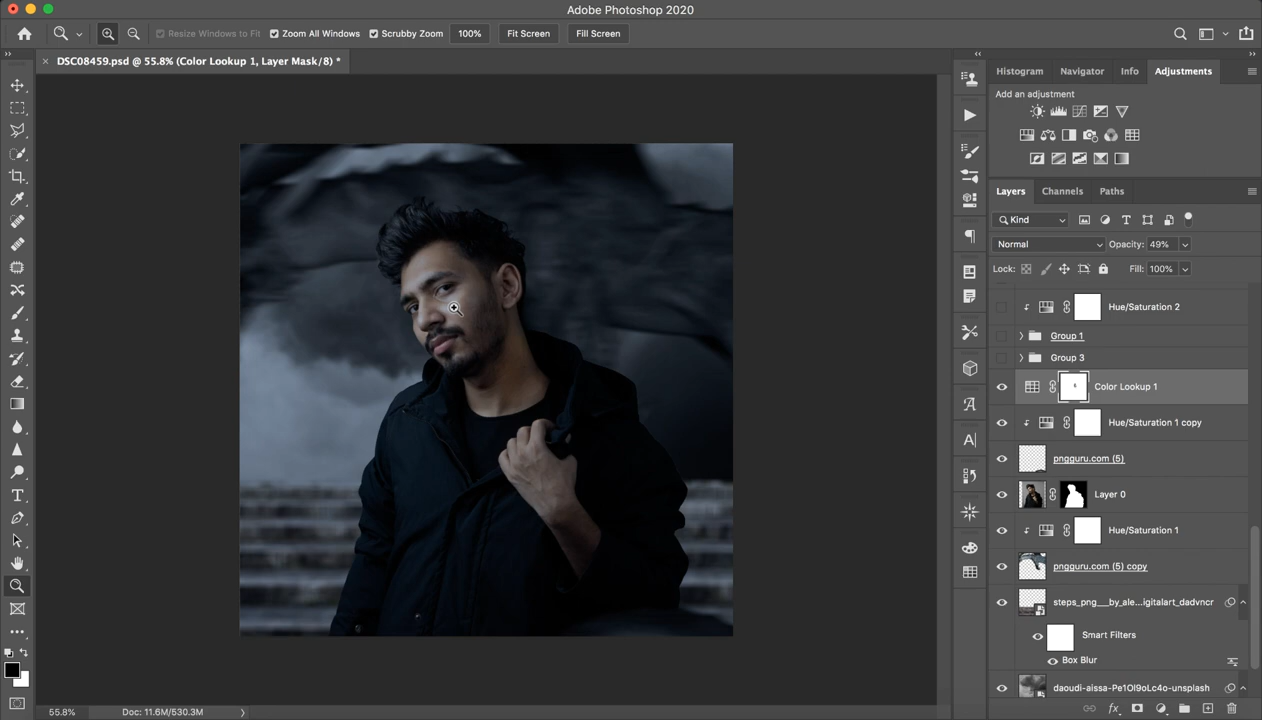 Adobe Photoshop 2020
Resize Windows to Fit
Zoom All Windows
Scrubby Zoom
100%
Fit Screen
Fill Screen
DSC08459.psd @ 55.8% (Color Lookup 1, Layer Mask/8) *
Histogram
Navigator
Info
Adjustments
Add an adjustment
Layers
Channels
Paths
Kind
Normal
Opacity: 49%
Lock:
Fill: 100%
Hue/Saturation 2
Group 1
Group 3
Color Lookup 1
Hue/Saturation 1 copy
pngguru.com (5)
Layer 0
Hue/Saturation 1
pngguru.com (5) copy
steps_png__by_ale...igitalart_dadvncr
Smart Filters
Box Blur
daoudi-aissa-Pe1Ol9oLc4o-unsplash
55.8%
Doc: 11.6M/530.3M